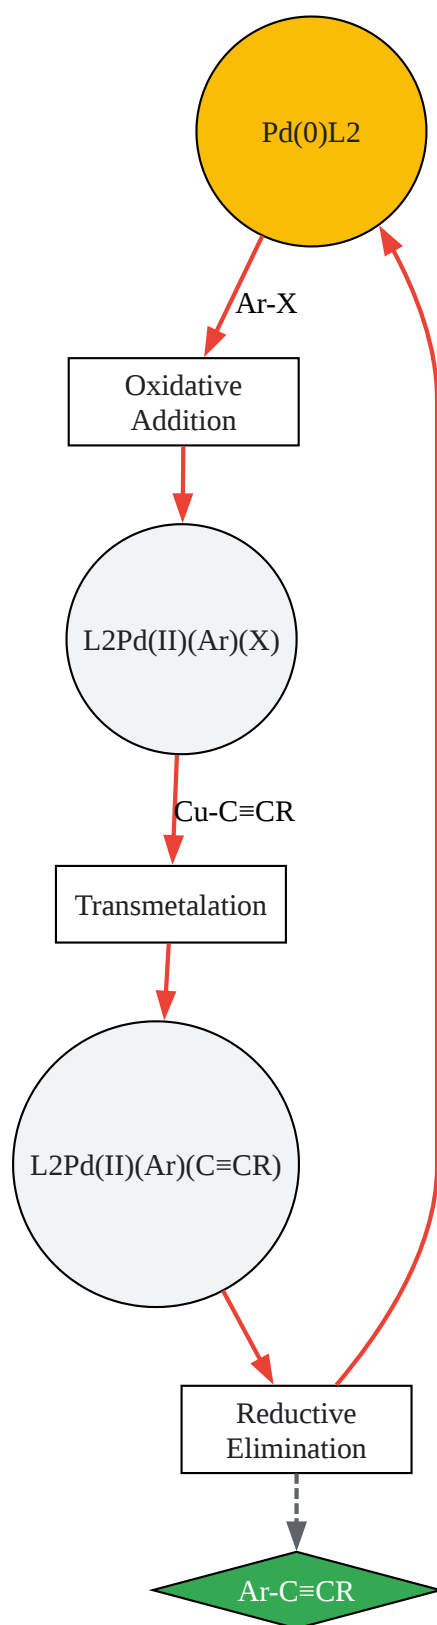 Pd(0)L2
Ar-X
Oxidative
Addition
L2Pd(II)(Ar)(X)
Cu-C≡CR
Transmetalation
L2Pd(II)(Ar)(C≡CR)
Reductive
Elimination
Ar-C≡CR